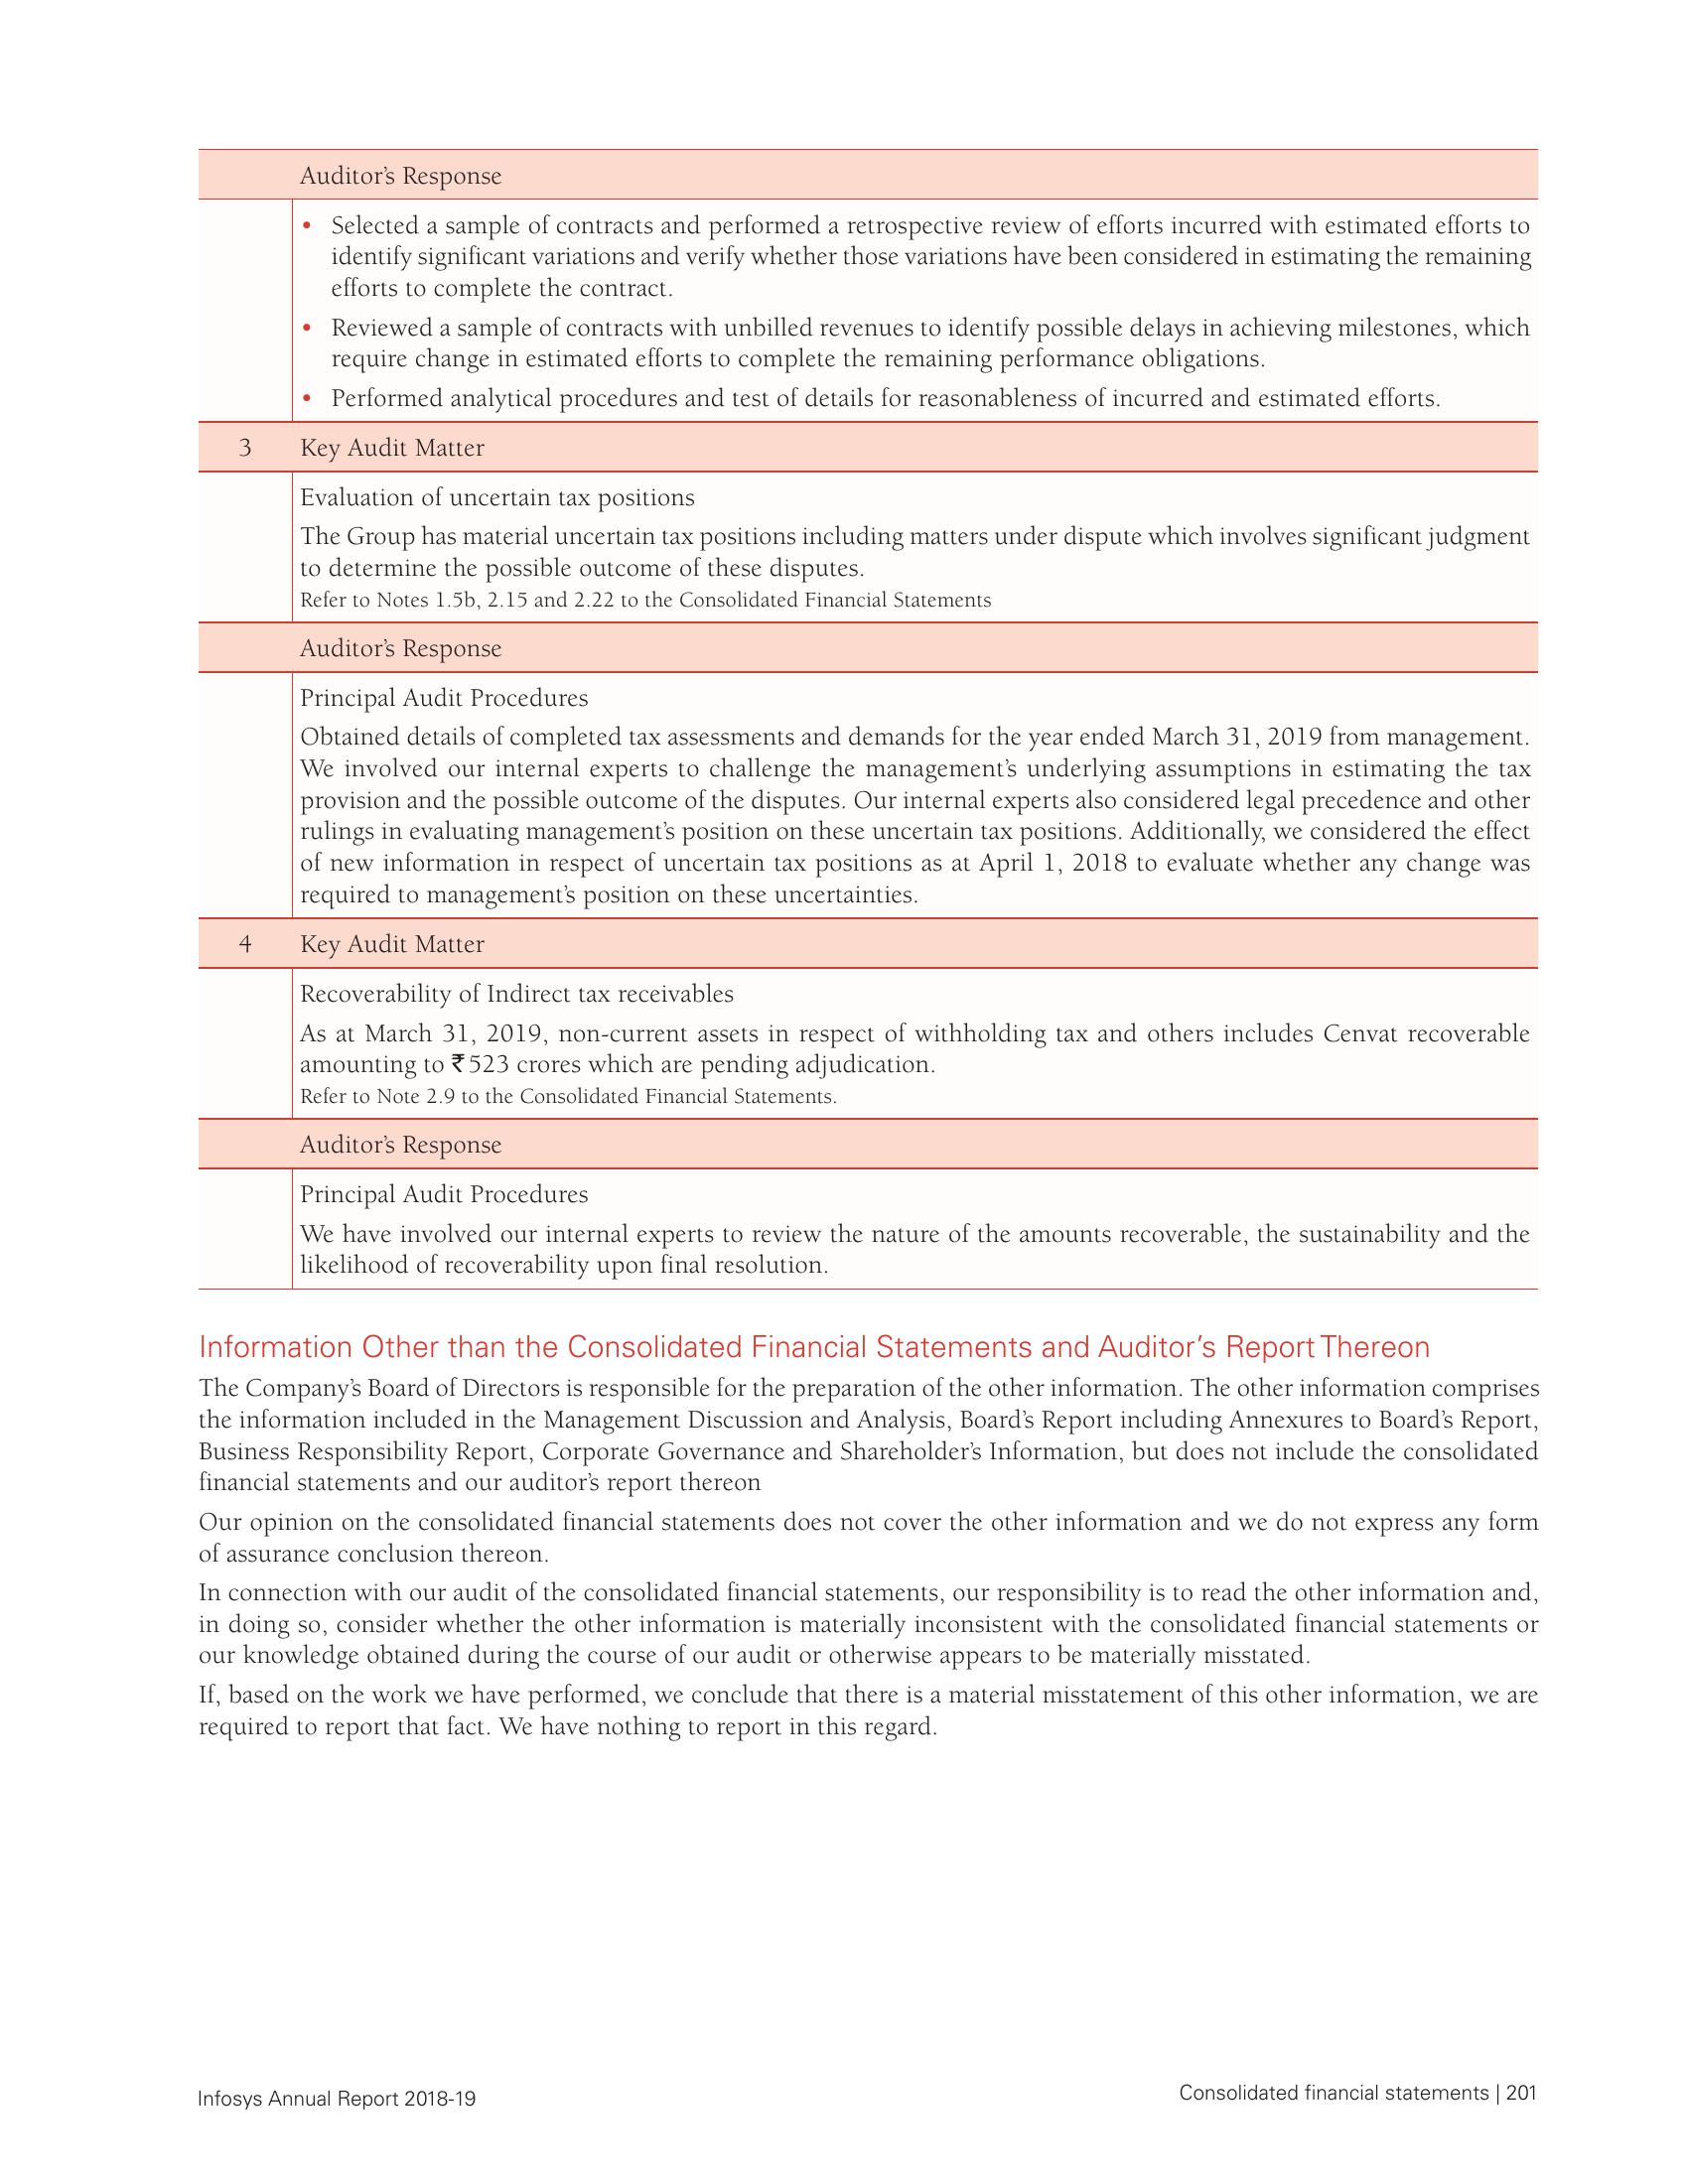 Auditor’s Response
• Selected a sample of contracts and performed a retrospective review of efforts incurred with estimated efforts to
identify significant variations and verify whether those variations have been considered in estimating the remaining
efforts to complete the contract.
• Reviewed a sample of contracts with unbilled revenues to identify possible delays in achieving milestones, which
require change in estimated efforts to complete the remaining performance obligations.
• Performed analytical procedures and test of details for reasonableness of incurred and estimated efforts.
3 Key Audit Matter
Evaluation of uncertain tax positions
The Group has material uncertain tax positions including matters under dispute which involves significant judgment
to determine the possible outcome of these disputes.
Refer to Notes 1.5b, 2.15 and 2.22 to the Consolidated Financial Statements
Auditor’s Response
Principal Audit Procedures
Obtained details of completed tax assessments and demands for the year ended March 31, 2019 from management.
We involved our internal experts to challenge the management’s underlying assumptions in estimating the tax
provision and the possible outcome of the disputes. Our internal experts also considered legal precedence and other
rulings in evaluating management’s position on these uncertain tax positions. Additionally, we considered the effect
of new information in respect of uncertain tax positions as at April 1, 2018 to evaluate whether any change was
required to management’s position on these uncertainties.
4 Key Audit Matter
Recoverability of Indirect tax receivables
As at March 31, 2019, non-current assets in respect of withholding tax and others includes Cenvat recoverable
amounting to ₹523 crores which are pending adjudication.
Refer to Note 2.9 to the Consolidated Financial Statements.
Auditor’s Response
Principal Audit Procedures
We have involved our internal experts to review the nature of the amounts recoverable, the sustainability and the
likelihood of recoverability upon final resolution.
Information Other than the Consolidated Financial Statements and Auditor’s Report Thereon
The Company’s Board of Directors is responsible for the preparation of the other information. The other information comprises
the information included in the Management Discussion and Analysis, Board’s Report including Annexures to Board’s Report,
Business Responsibility Report, Corporate Governance and Shareholder’s Information, but does not include the consolidated
financial statements and our auditor’s report thereon
Our opinion on the consolidated financial statements does not cover the other information and we do not express any form
of assurance conclusion thereon.
In connection with our audit of the consolidated financial statements, our responsibility is to read the other information and,
in doing so, consider whether the other information is materially inconsistent with the consolidated financial statements or
our knowledge obtained during the course of our audit or otherwise appears to be materially misstated.
If, based on the work we have performed, we conclude that there is a material misstatement of this other information, we are
required to report that fact. We have nothing to report in this regard.
Infosys Annual Report 2018-19
Consolidated financial statements | 201